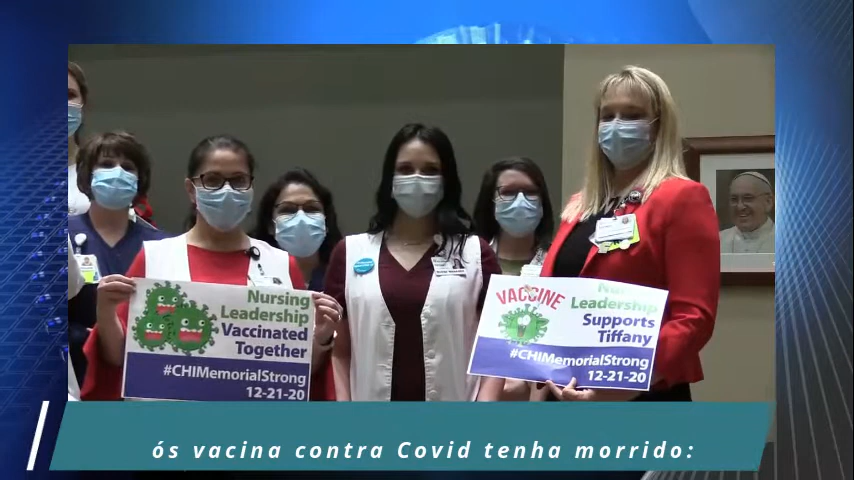 Nursing
Leadership
Vaccinated
Together
#CHIMemorialStrong
12-21-20
VACCINE
Nursing
Leadership
Supports
Tiffany
#CHIMemorialStrong
12-21-20
ós vacina contra Covid tenha morrido: